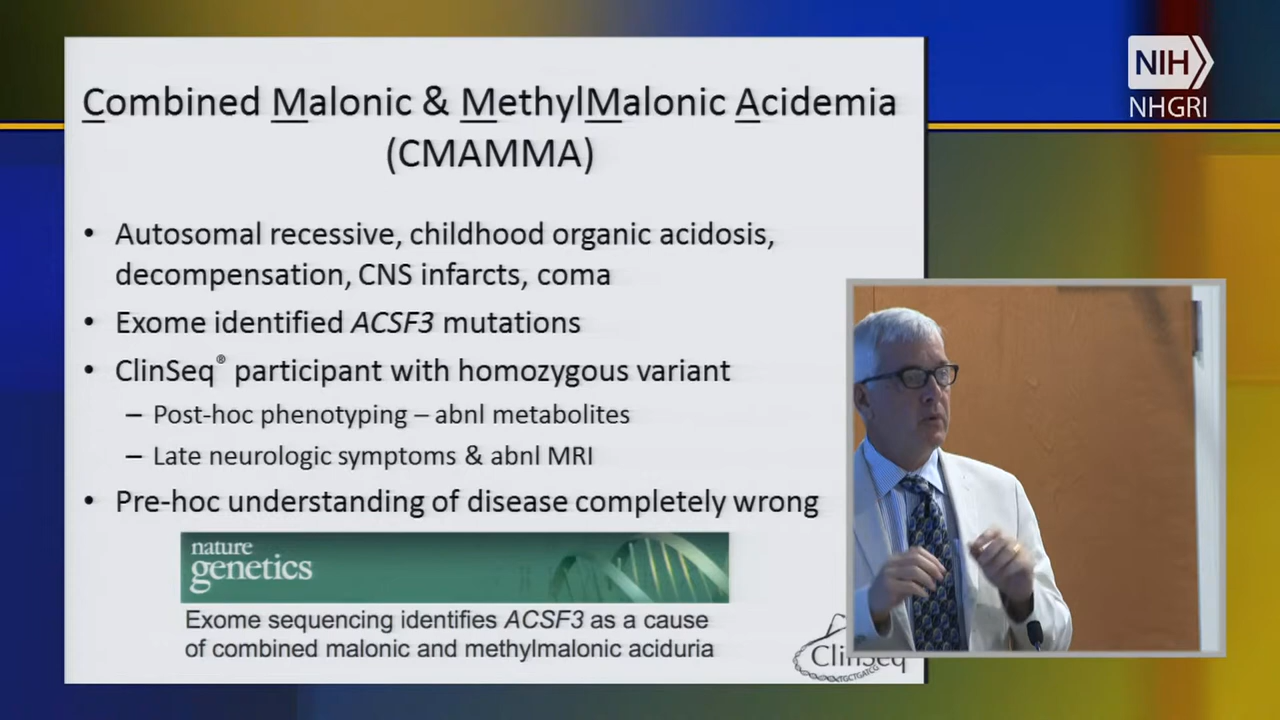 NIH
NHGRI
Combined Malonic & MethylMalonic Acidemia
(CMAMMA)
• Autosomal recessive, childhood organic acidosis,
decompensation, CNS infarcts, coma
• Exome identified ACSF3 mutations
• ClinSeq® participant with homozygous variant
– Post-hoc phenotyping – abnl metabolites
– Late neurologic symptoms & abnl MRI
• Pre-hoc understanding of disease completely wrong
nature
genetics
Exome sequencing identifies ACSF3 as a cause
of combined malonic and methylmalonic aciduria
ClinSeq
TGCTGATCG